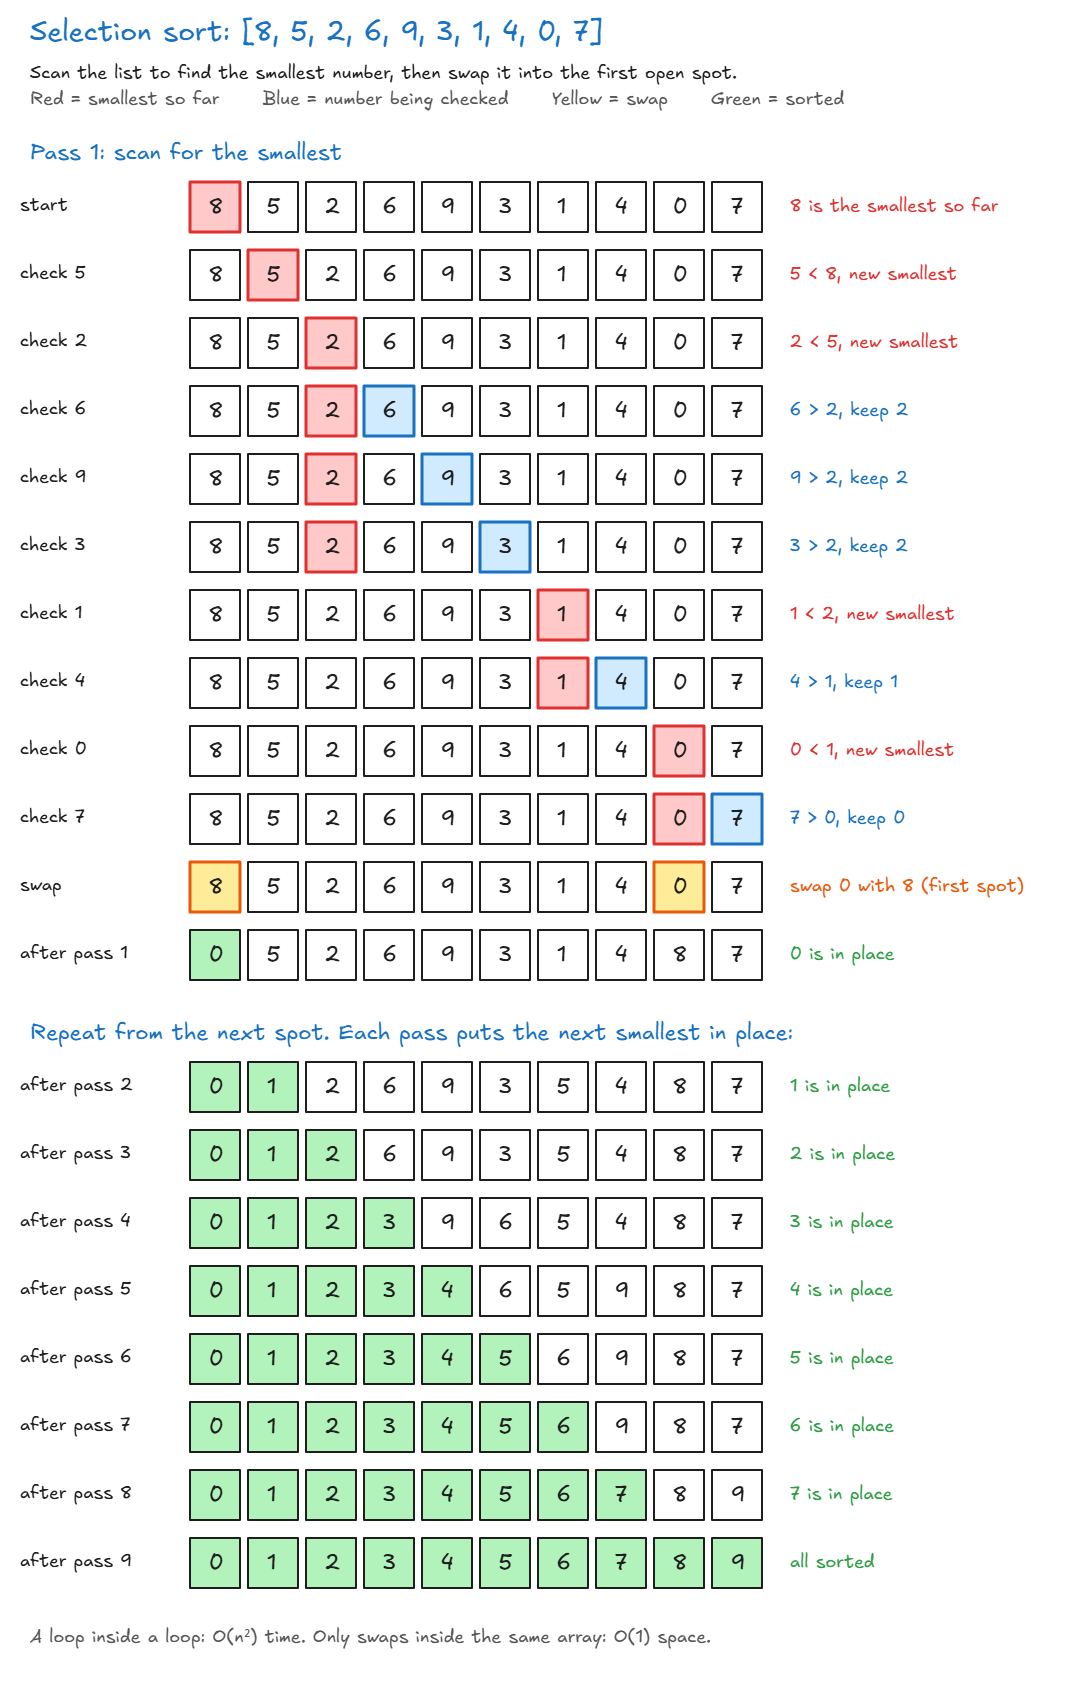 Selection sort: [8, 5, 2, 6, 9, 3, 1, 4, 0, 7]
Scan the list to find the smallest number, then swap it into the first open spot.
Red = smallest so far Blue = number being checked Yellow = swap Green = sorted
Pass 1: scan for the smallest
start 8 5 2 6 9 3 1 4 0 7 8 is the smallest so far
check 5 8 5 2 6 9 3 1 4 0 7 5 < 8, new smallest
check 2 8 5 2 6 9 3 1 4 0 7 2 < 5, new smallest
check 6 8 5 2 6 9 3 1 4 0 7 6 > 2, keep 2
check 9 8 5 2 6 9 3 1 4 0 7 9 > 2, keep 2
check 3 8 5 2 6 9 3 1 4 0 7 3 > 2, keep 2
check 1 8 5 2 6 9 3 1 4 0 7 1 < 2, new smallest
check 4 8 5 2 6 9 3 1 4 0 7 4 > 1, keep 1
check 0 8 5 2 6 9 3 1 4 0 7 0 < 1, new smallest
check 7 8 5 2 6 9 3 1 4 0 7 7 > 0, keep 0
swap 8 5 2 6 9 3 1 4 0 7 swap 0 with 8 (first spot)
after pass 1 0 5 2 6 9 3 1 4 8 7 0 is in place
Repeat from the next spot. Each pass puts the next smallest in place:
after pass 2 0 1 2 6 9 3 5 4 8 7 1 is in place
after pass 3 0 1 2 6 9 3 5 4 8 7 2 is in place
after pass 4 0 1 2 3 9 6 5 4 8 7 3 is in place
after pass 5 0 1 2 3 4 6 5 9 8 7 4 is in place
after pass 6 0 1 2 3 4 5 6 9 8 7 5 is in place
after pass 7 0 1 2 3 4 5 6 9 8 7 6 is in place
after pass 8 0 1 2 3 4 5 6 7 8 9 7 is in place
after pass 9 0 1 2 3 4 5 6 7 8 9 all sorted
A loop inside a loop: O(n²) time. Only swaps inside the same array: O(1) space.